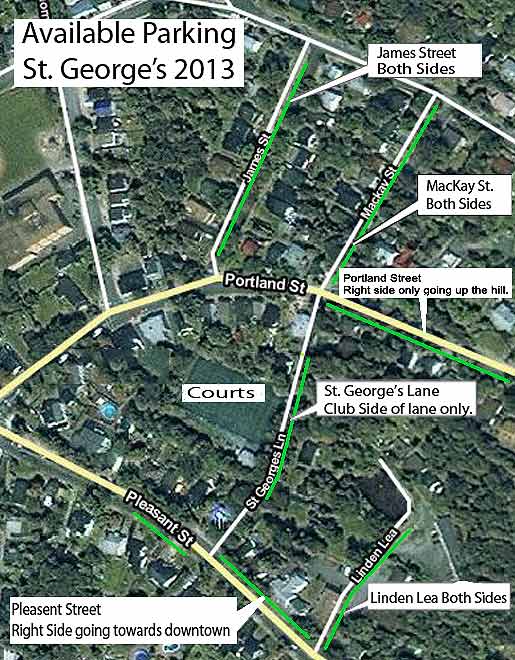 Available Parking
St. George's 2013
James Street
Both Sides
James St
Mackay St
MacKay St.
Both Sides
Portland St
Portland Street
Right side only going up the hill.
Courts
St. George's Lane
Club Side of lane only.
St Georges Ln
Pleasant St
Linden Lea
Linden Lea Both Sides
Pleasent Street
Right Side going towards downtown